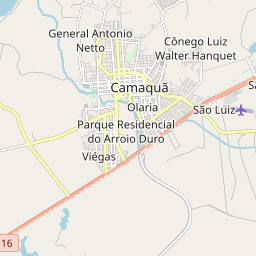 General Antonio
Netto
Cônego Luiz
Walter Hanquet
Camaquã
Olaria
São Luiz
Parque Residencial
do Arroio Duro
Viégas
16